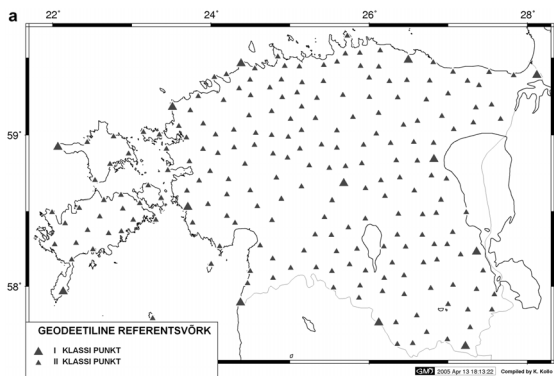 a
22° 24° 26° 28°
59°
58°
GEODEETILINE REFERENTSVÕRK
I KLASSI PUNKT
II KLASSI PUNKT
GMD 2005 Apr 13 18:13:22 Compiled by K. Kollo